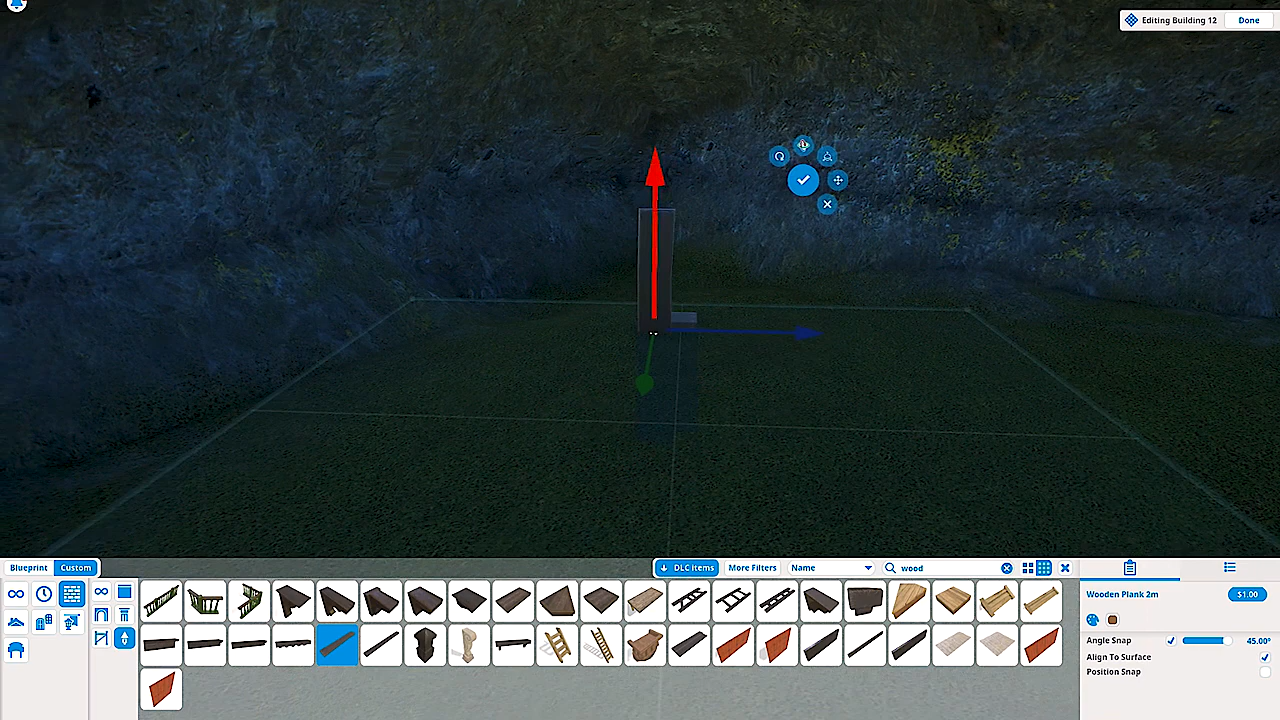 Editing Building 12 Done
Blueprint Custom DLC Items More Filters Name wood
Wooden Plank 2m $1.00
Angle Snap 45.00°
Align To Surface
Position Snap